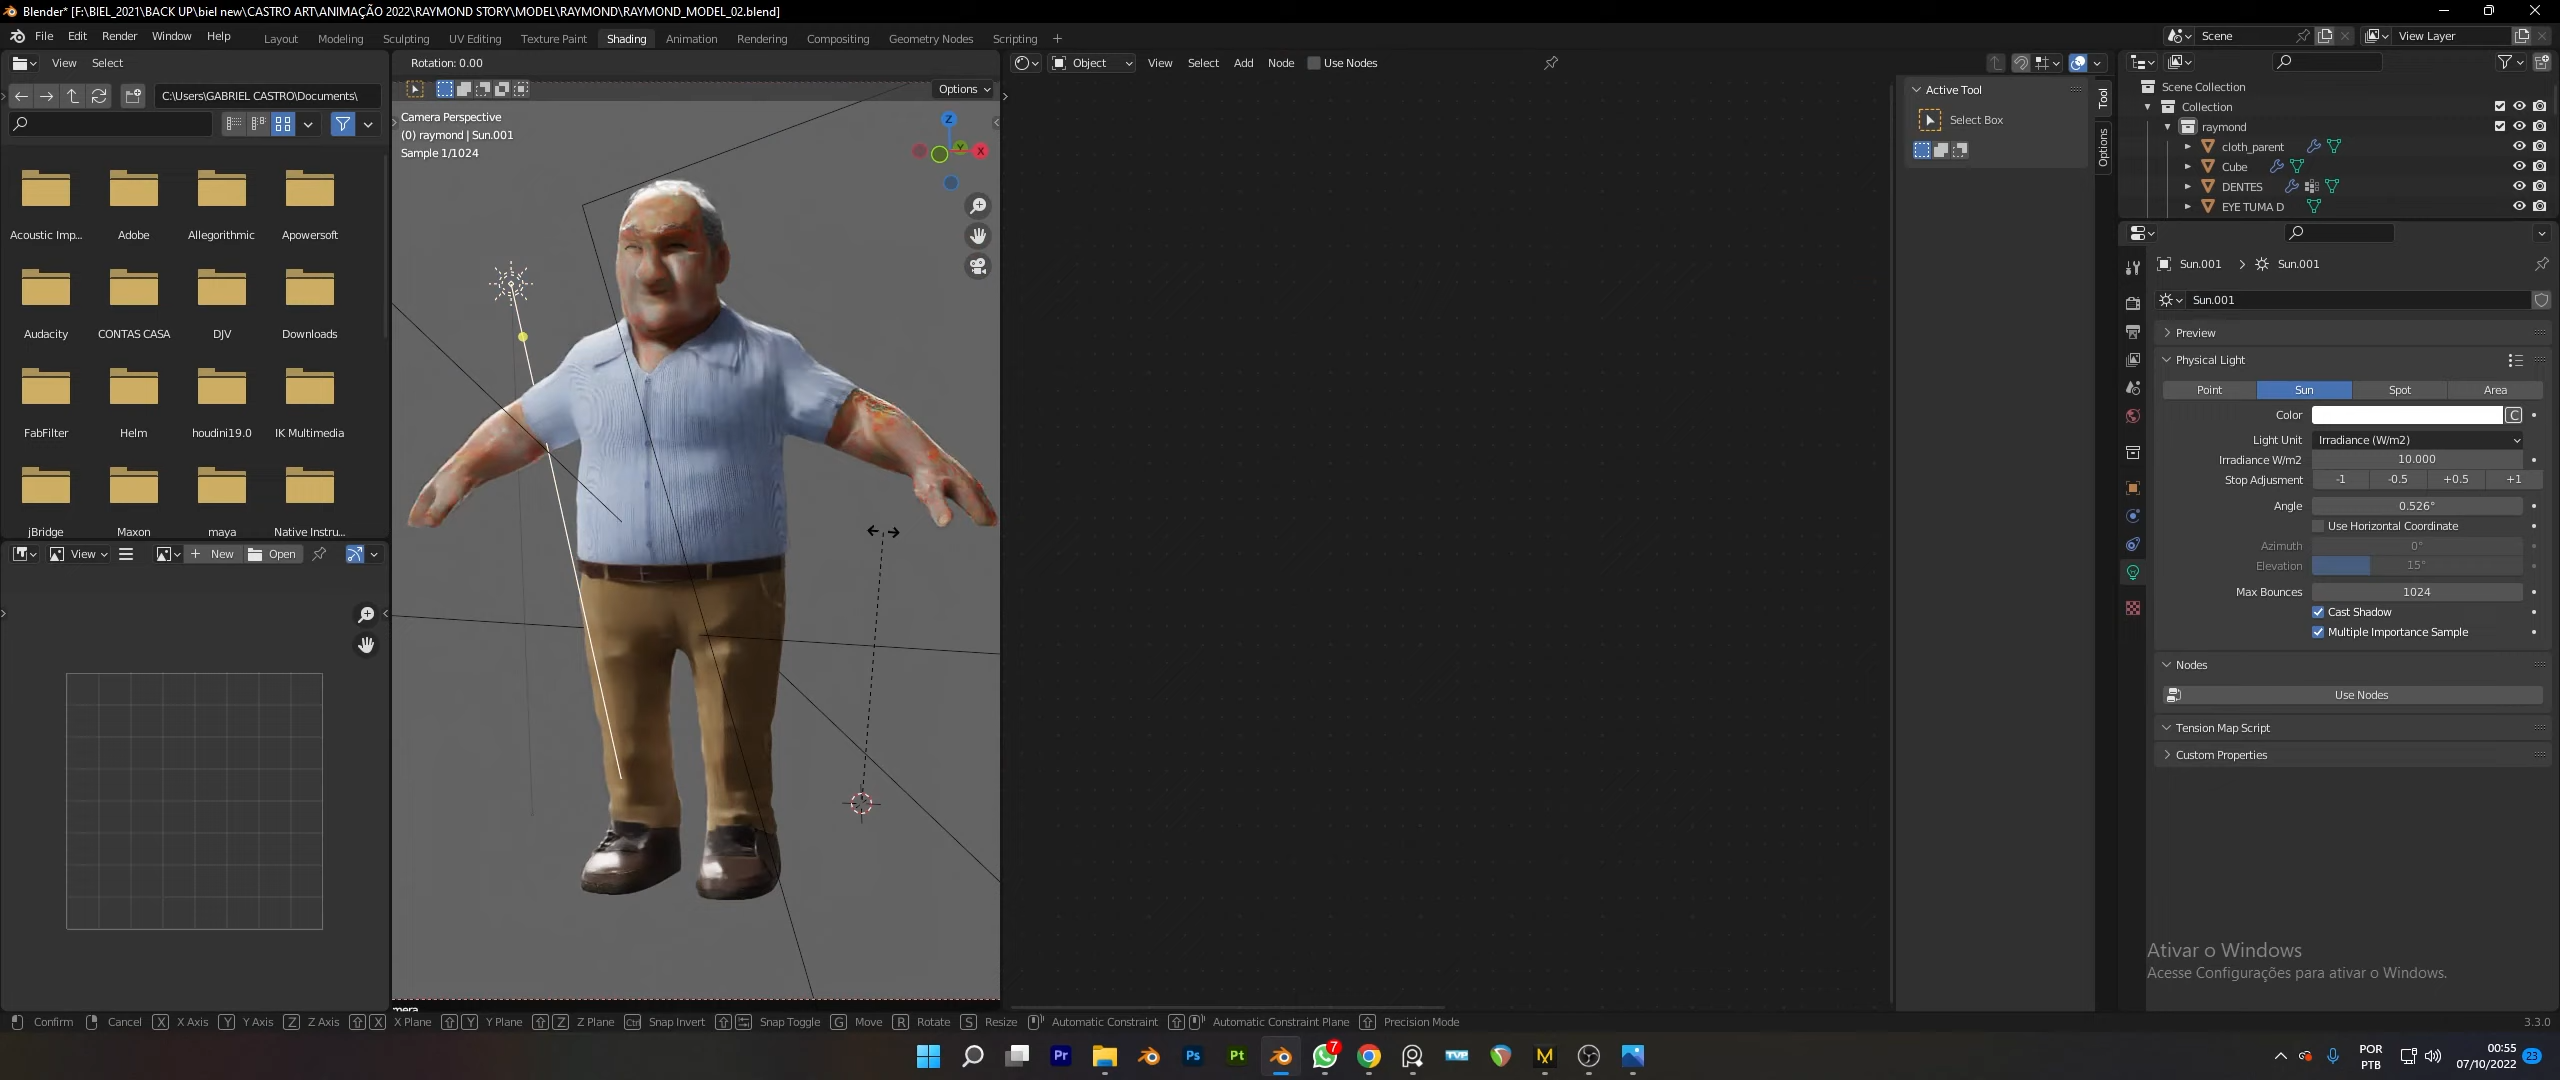 Blender* [F:\BIEL_2021\BACK UP\biel new\CASTRO ART\ANIMAÇÃO 2022\RAYMOND STORY\MODEL\RAYMOND\RAYMOND_MODEL_02.blend]
File Edit Render Window Help Layout Modeling Sculpting UV Editing Texture Paint Shading Animation Rendering Compositing Geometry Nodes Scripting Scene View Layer
View Select
Rotation: 0.00
Object View Select Add Node Use Nodes
C:\Users\GABRIEL CASTRO\Documents\
Options
Camera Perspective
(0) raymond | Sun.001
Sample 1/1024
Z
Y
X
Acoustic Imp... Adobe Allegorithmic Apowersoft
Audacity CONTAS CASA DJV Downloads
FabFilter Helm houdini19.0 IK Multimedia
jBridge Maxon maya Native Instru...
View New Open
Active Tool
Select Box
Tool
Options
Scene Collection
Collection
raymond
cloth_parent
Cube
DENTES
EYE TUMA D
Sun.001 > Sun.001
Sun.001
Preview
Physical Light
Point Sun Spot Area
Color C
Light Unit Irradiance (W/m2)
Irradiance W/m2 10.000
Stop Adjusment -1 -0.5 +0.5 +1
Angle 0.526°
Use Horizontal Coordinate
Azimuth 0°
Elevation 15°
Max Bounces 1024
Cast Shadow
Multiple Importance Sample
Nodes
Use Nodes
Tension Map Script
Custom Properties
Ativar o Windows
Acesse Configurações para ativar o Windows.
Confirm Cancel X X Axis Y Y Axis Z Z Axis X X Plane Y Y Plane Z Z Plane Ctrl Snap Invert Snap Toggle G Move R Rotate S Resize Automatic Constraint Automatic Constraint Plane Precision Mode 3.3.0
Pr Ps Pt 7 TVP M
POR
PTB
00:55
07/10/2022
23